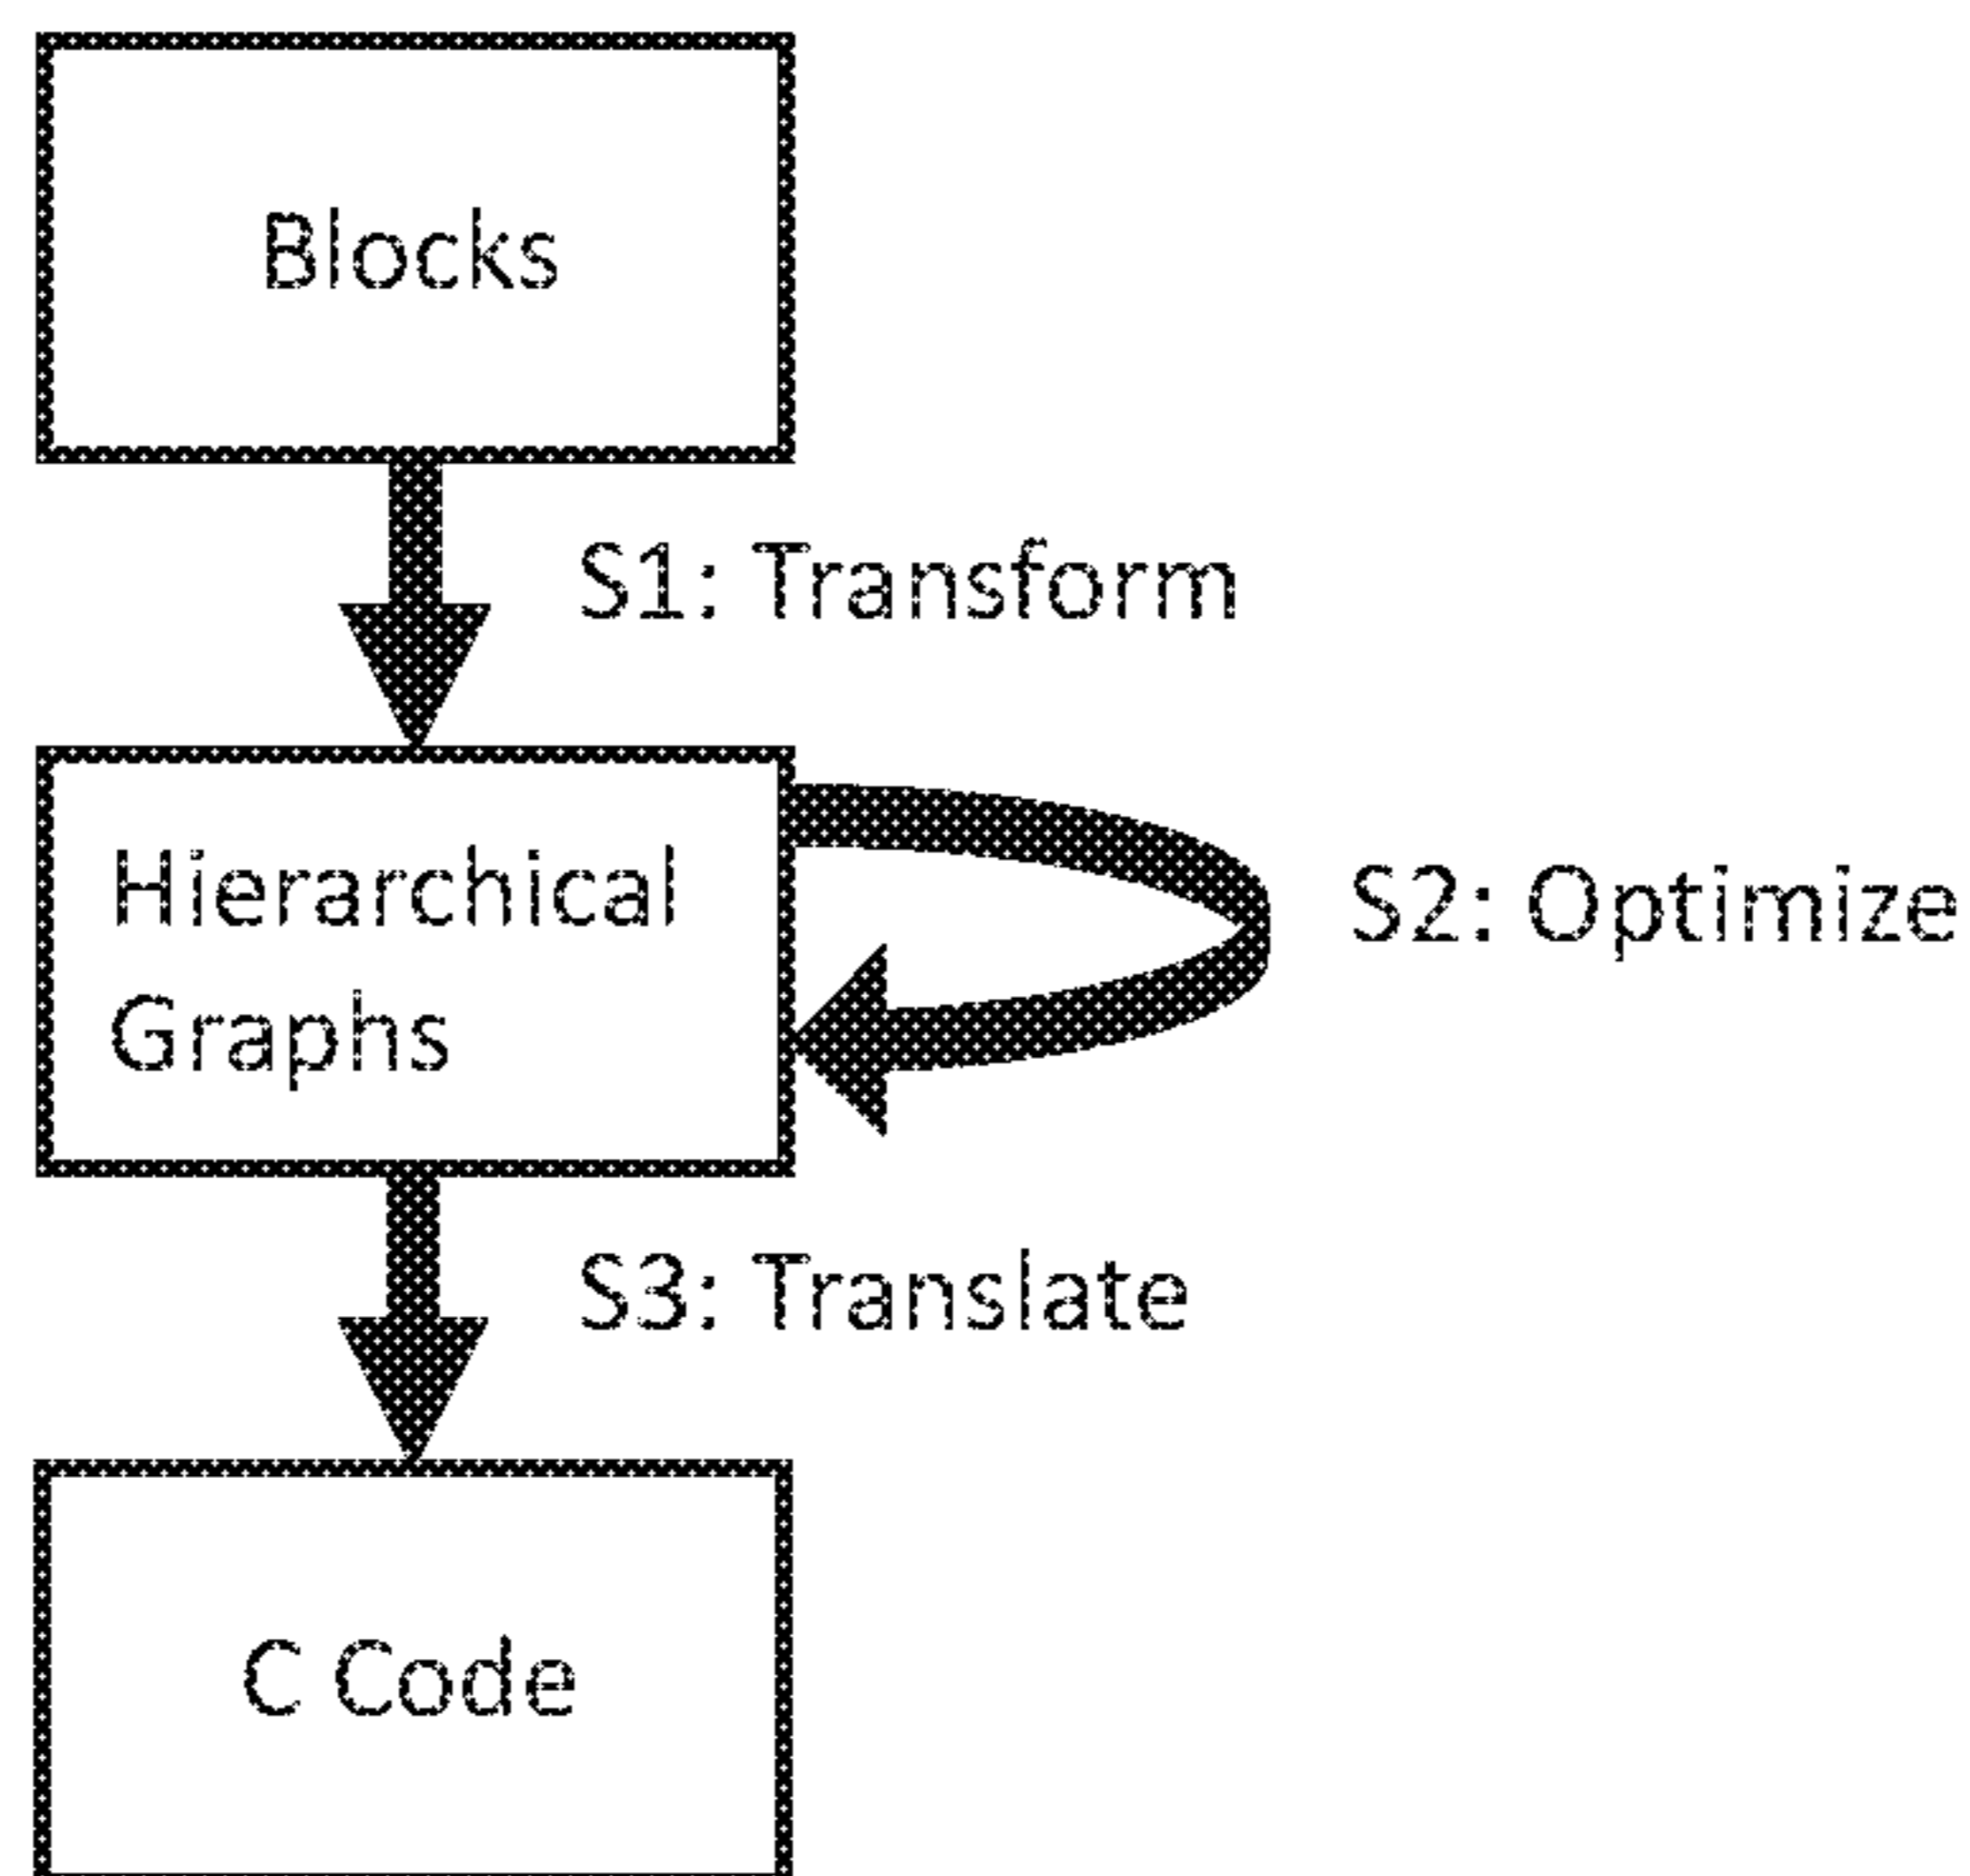 Blocks
S1: Transform
Hierarchical
Graphs
S2: Optimize
S3: Translate
C Code